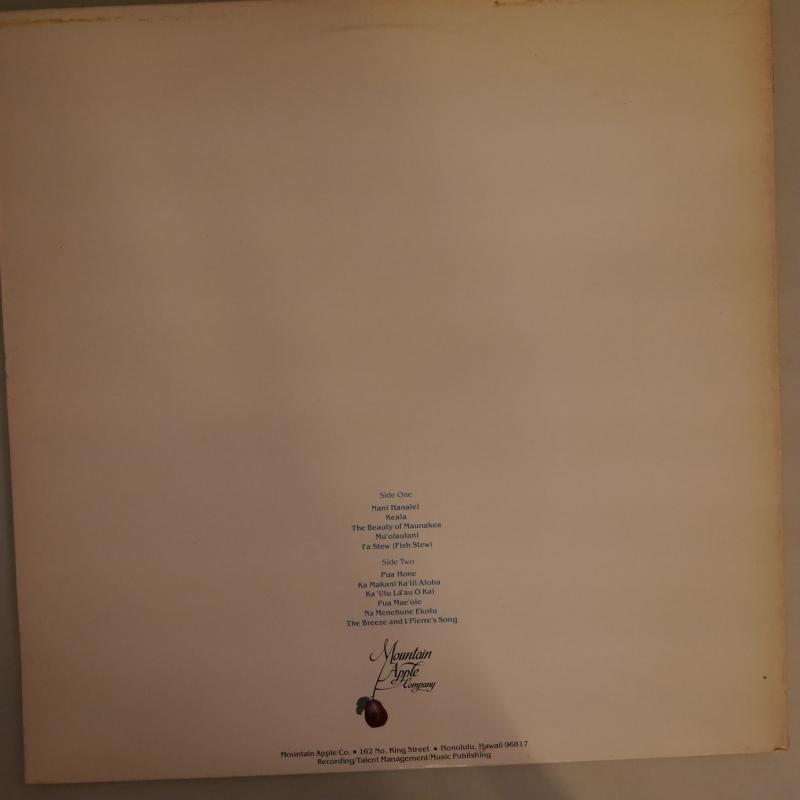 Side One
Nani Hanalei
Keala
The Beauty of Maunakea
Mu'olaulani
I'a Stew (Fish Stew)
Side Two
Pua Hone
Ka Makani Ka'ili Aloha
Ka 'Ulu La'au O Kai
Pua Mae'ole
Na Menehune Ekolu
The Breeze and I/Pierre's Song
Mountain
Apple
Company
Mountain Apple Co. • 162 No. King Street • Honolulu, Hawaii 96817
Recording/Talent Management/Music Publishing